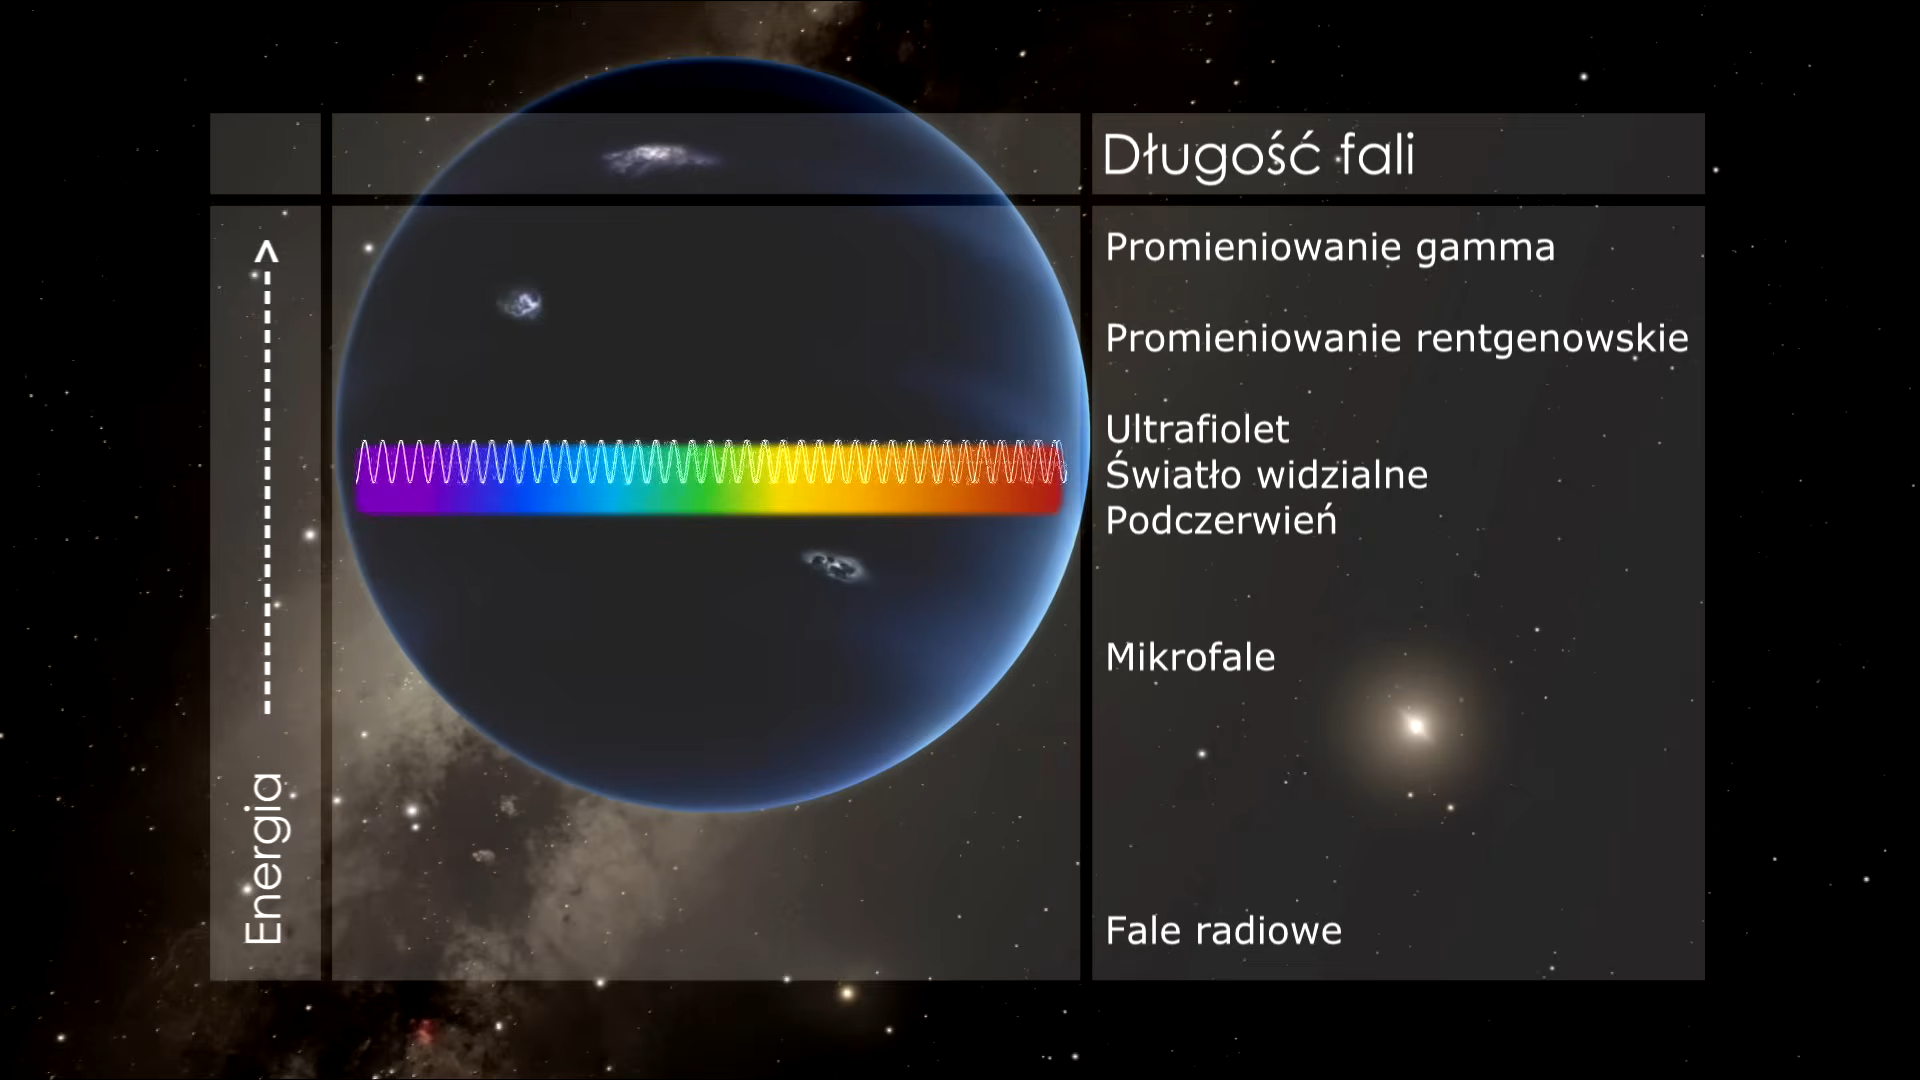 Długość fali
Promieniowanie gamma
Promieniowanie rentgenowskie
Ultrafiolet
Światło widzialne
Podczerwień
Mikrofale
Fale radiowe
Energia